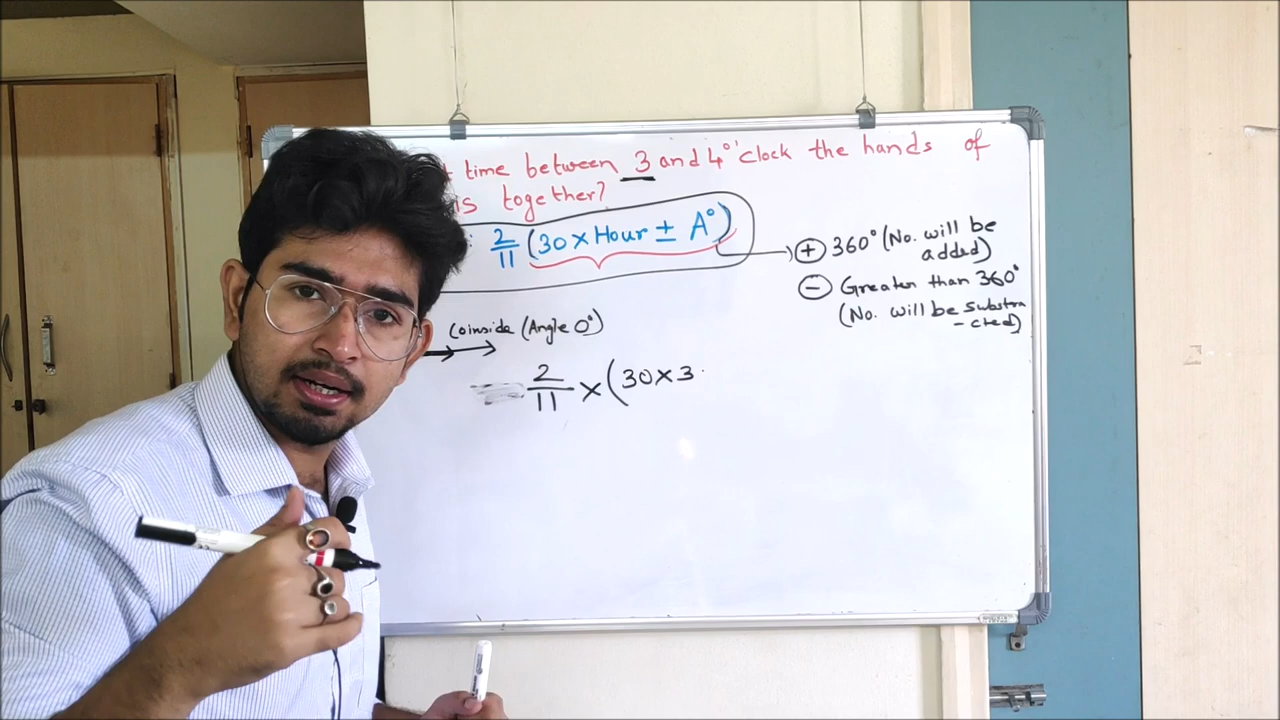 time between 3 and 4°'clock the hands of
is together?
2/11 (30 × Hour ± A°)
+ 360° (No. will be
added)
- Greater than 360°
(No. will be Substra
-cted)
Coinside (Angle 0°)
2/11 × (30×3